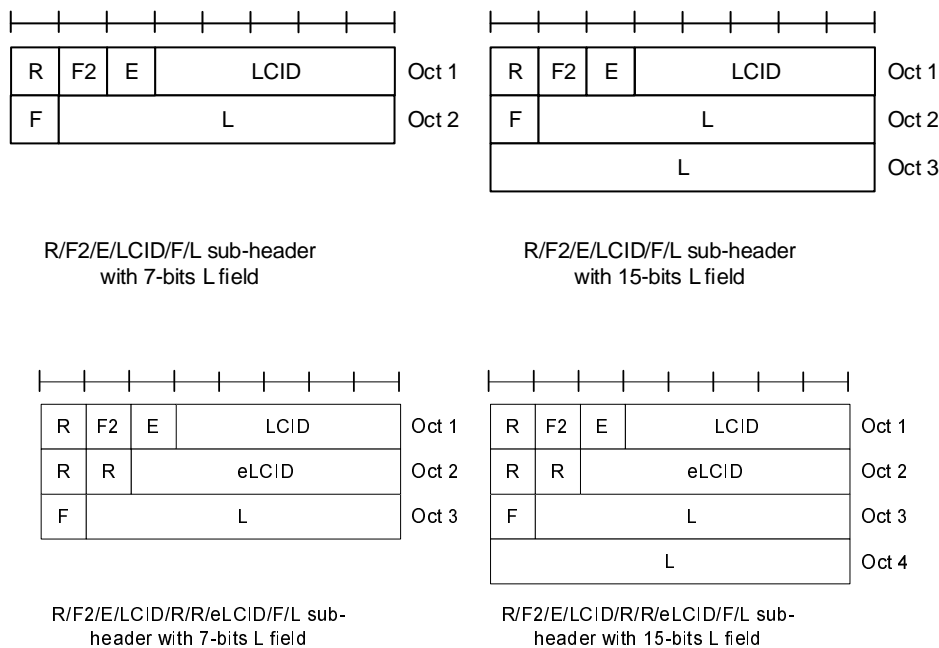 R F2 E LCID Oct 1
F L Oct 2
R/F2/E/LCID/F/L sub-header
with 7-bits L field
R F2 E LCID Oct 1
F L Oct 2
L Oct 3
R/F2/E/LCID/F/L sub-header
with 15-bits L field
R F2 E LCID Oct 1
R R eLCID Oct 2
F L Oct 3
R/F2/E/LCID/R/R/eLCID/F/L sub-
header with 7-bits L field
R F2 E LCID Oct 1
R R eLCID Oct 2
F L Oct 3
L Oct 4
R/F2/E/LCID/R/R/eLCID/F/L sub-
header with 15-bits L field